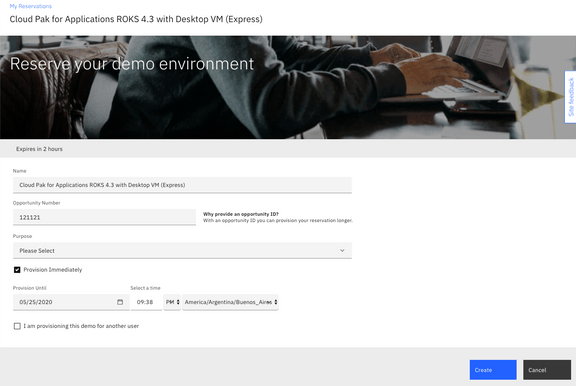 My Reservations
Cloud Pak for Applications ROKS 4.3 with Desktop VM (Express)
Reserve your demo environment
Site feedback
Expires in 2 hours
Name
Cloud Pak for Applications ROKS 4.3 with Desktop VM (Express)
Opportunity Number
121121
Why provide an opportunity ID?
With an opportunity ID you can provision your reservation longer.
Purpose
Please Select
Provision Immediately
Provision Until
Select a time
05/25/2020
09:38
PM
America/Argentina/Buenos_Aires
I am provisioning this demo for another user
Create
Cancel